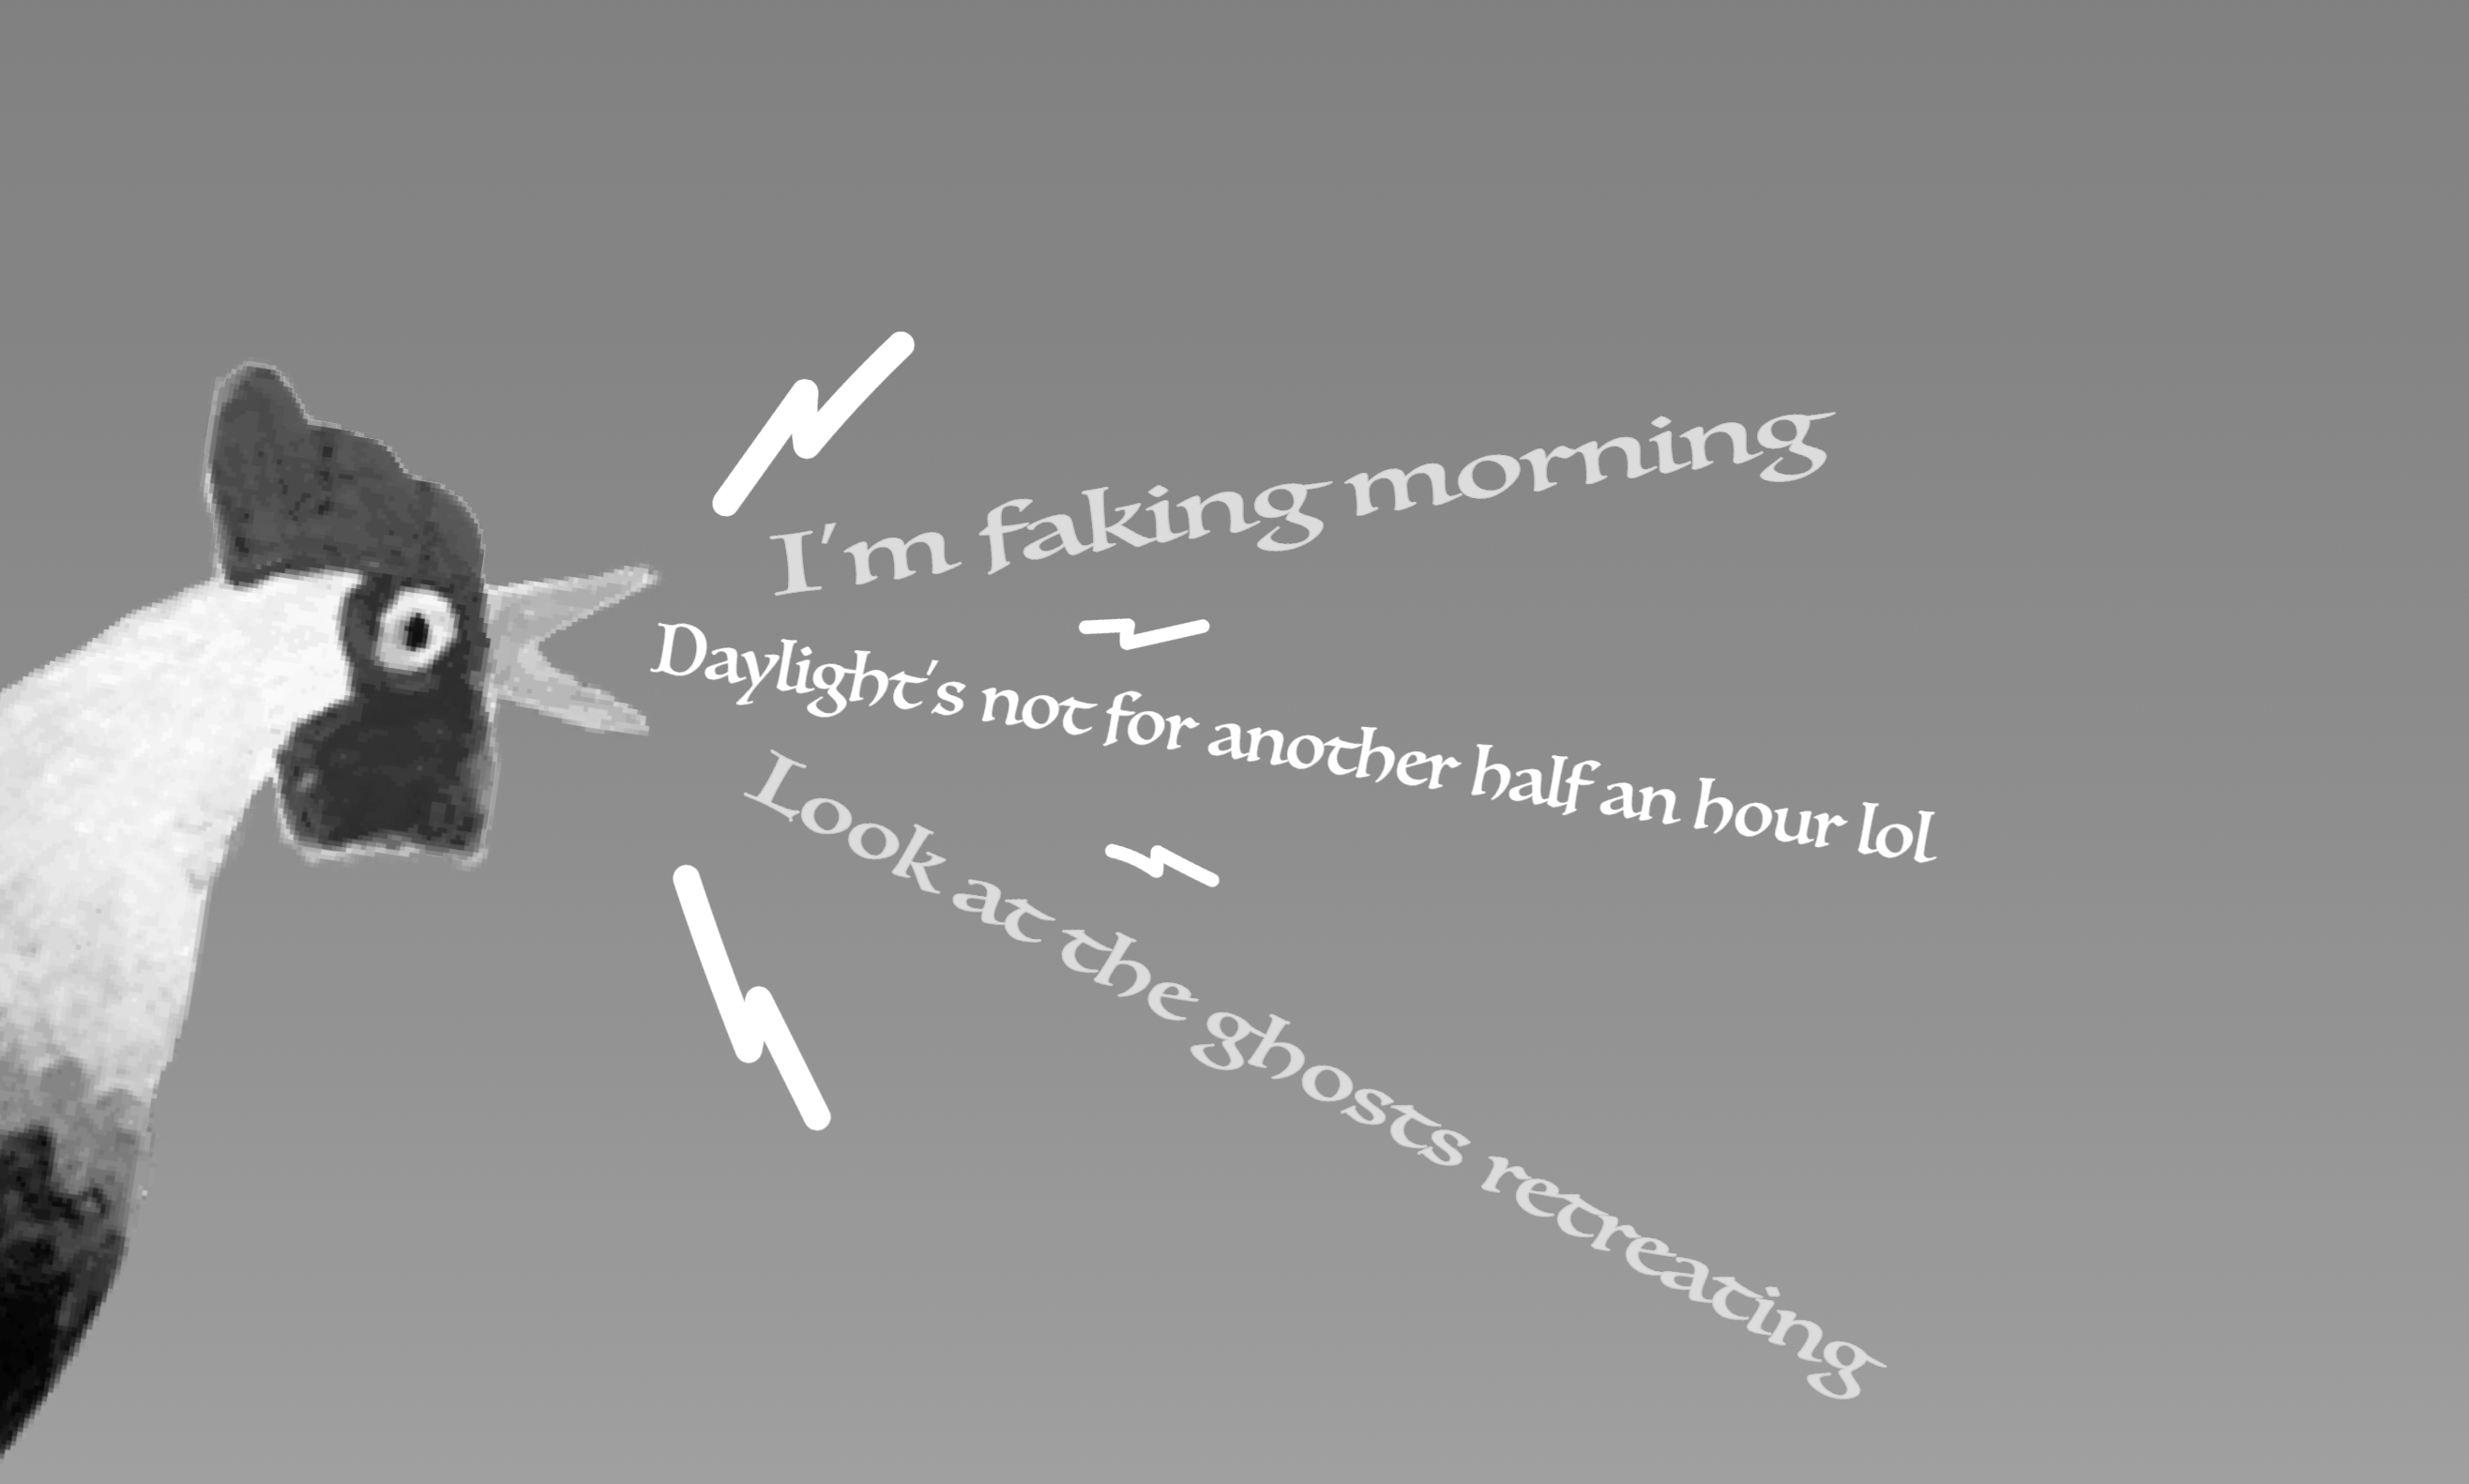 I'm faking morning
Daylight's not for another half an hour lol
Look at the ghosts retreating